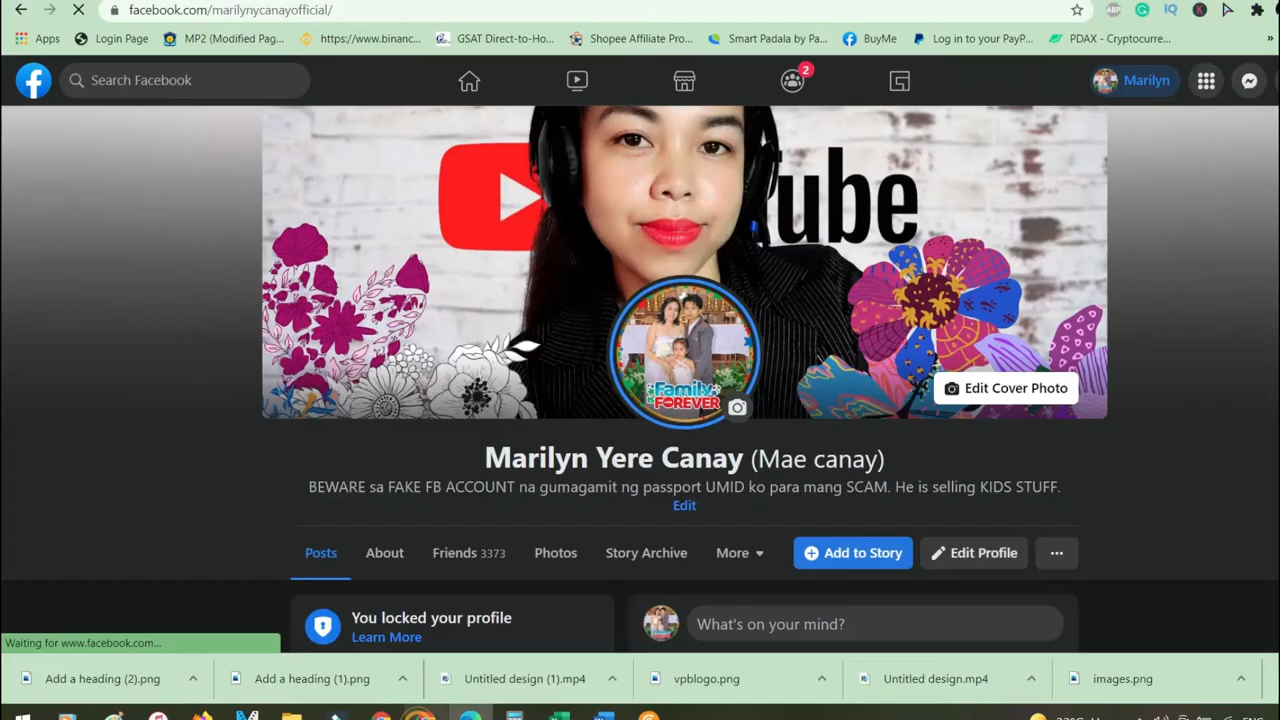 facebook.com/marilynycanayofficial/
ABP
IQ
K
Apps
Login Page
MP2 (Modified Pag...
https://www.binanc...
GSAT Direct-to-Ho...
Shopee Affiliate Pro...
Smart Padala by Pa...
BuyMe
Log in to your PayP...
PDAX - Cryptocurre...
»
Search Facebook
2
Marilyn
ube
Family
is FOREVER
Edit Cover Photo
Marilyn Yere Canay (Mae canay)
BEWARE sa FAKE FB ACCOUNT na gumagamit ng passport UMID ko para mang SCAM. He is selling KIDS STUFF.
Edit
Posts
About
Friends 3373
Photos
Story Archive
More
Add to Story
Edit Profile
You locked your profile
Learn More
What's on your mind?
Waiting for www.facebook.com...
Add a heading (2).png
Add a heading (1).png
Untitled design (1).mp4
vpblogo.png
Untitled design.mp4
images.png